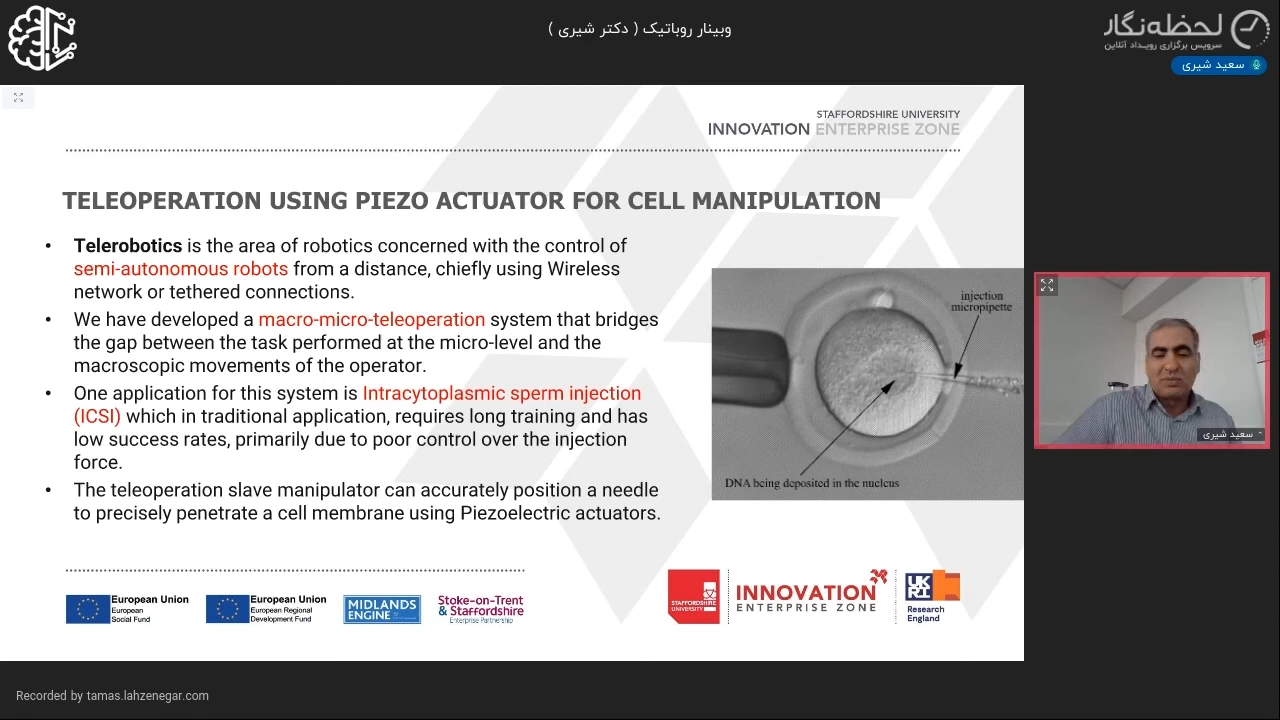 وبینار روباتیک ( دکتر شیری )
لحظه‌نگار
سرویس برگزاری رویـداد آنلاین
سعید شیری
STAFFORDSHIRE UNIVERSITY
INNOVATION ENTERPRISE ZONE
TELEOPERATION USING PIEZO ACTUATOR FOR CELL MANIPULATION
• Telerobotics is the area of robotics concerned with the control of
semi-autonomous robots from a distance, chiefly using Wireless
network or tethered connections.
• We have developed a macro-micro-teleoperation system that bridges
the gap between the task performed at the micro-level and the
macroscopic movements of the operator.
• One application for this system is Intracytoplasmic sperm injection
(ICSI) which in traditional application, requires long training and has
low success rates, primarily due to poor control over the injection
force.
• The teleoperation slave manipulator can accurately position a needle
to precisely penetrate a cell membrane using Piezoelectric actuators.
injection
micropipette
DNA being deposited in the nucleus
سعید شیری
European Union
European
Social Fund
European Union
European Regional
Development Fund
MIDLANDS
ENGINE
Stoke-on-Trent
& Staffordshire
Enterprise Partnership
STAFFORDSHIRE
UNIVERSITY
INNOVATION
ENTERPRISE ZONE
UK
RI
Research
England
Recorded by tamas.lahzenegar.com